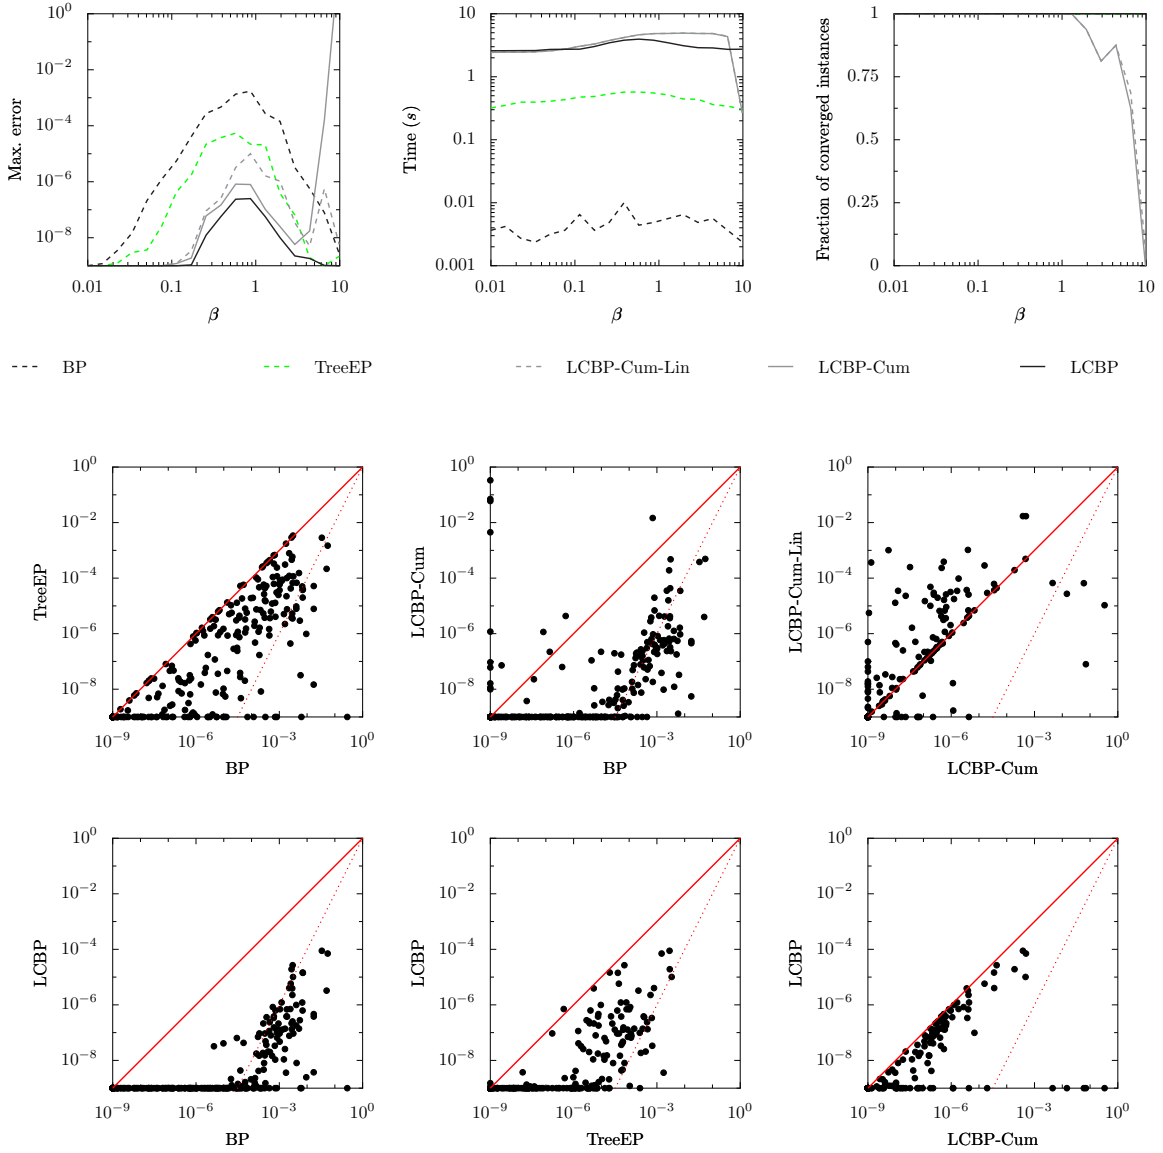 10^0
10^−2
10^−4
10^−6
10^−8
Max. error
0.01 0.1 1 10
β
10
1
0.1
0.01
0.001
Time (s)
0.01 0.1 1 10
β
1
0.75
0.5
0.25
0
Fraction of converged instances
0.01 0.1 1 10
β
BP TreeEP LCBP-Cum-Lin LCBP-Cum LCBP
10^0
10^−2
10^−4
10^−6
10^−8
TreeEP
10^−9 10^−6 10^−3 10^0
BP
10^0
10^−2
10^−4
10^−6
10^−8
LCBP-Cum
10^−9 10^−6 10^−3 10^0
BP
10^0
10^−2
10^−4
10^−6
10^−8
LCBP-Cum-Lin
10^−9 10^−6 10^−3 10^0
LCBP-Cum
10^0
10^−2
10^−4
10^−6
10^−8
LCBP
10^−9 10^−6 10^−3 10^0
BP
10^0
10^−2
10^−4
10^−6
10^−8
LCBP
10^−9 10^−6 10^−3 10^0
TreeEP
10^0
10^−2
10^−4
10^−6
10^−8
LCBP
10^−9 10^−6 10^−3 10^0
LCBP-Cum